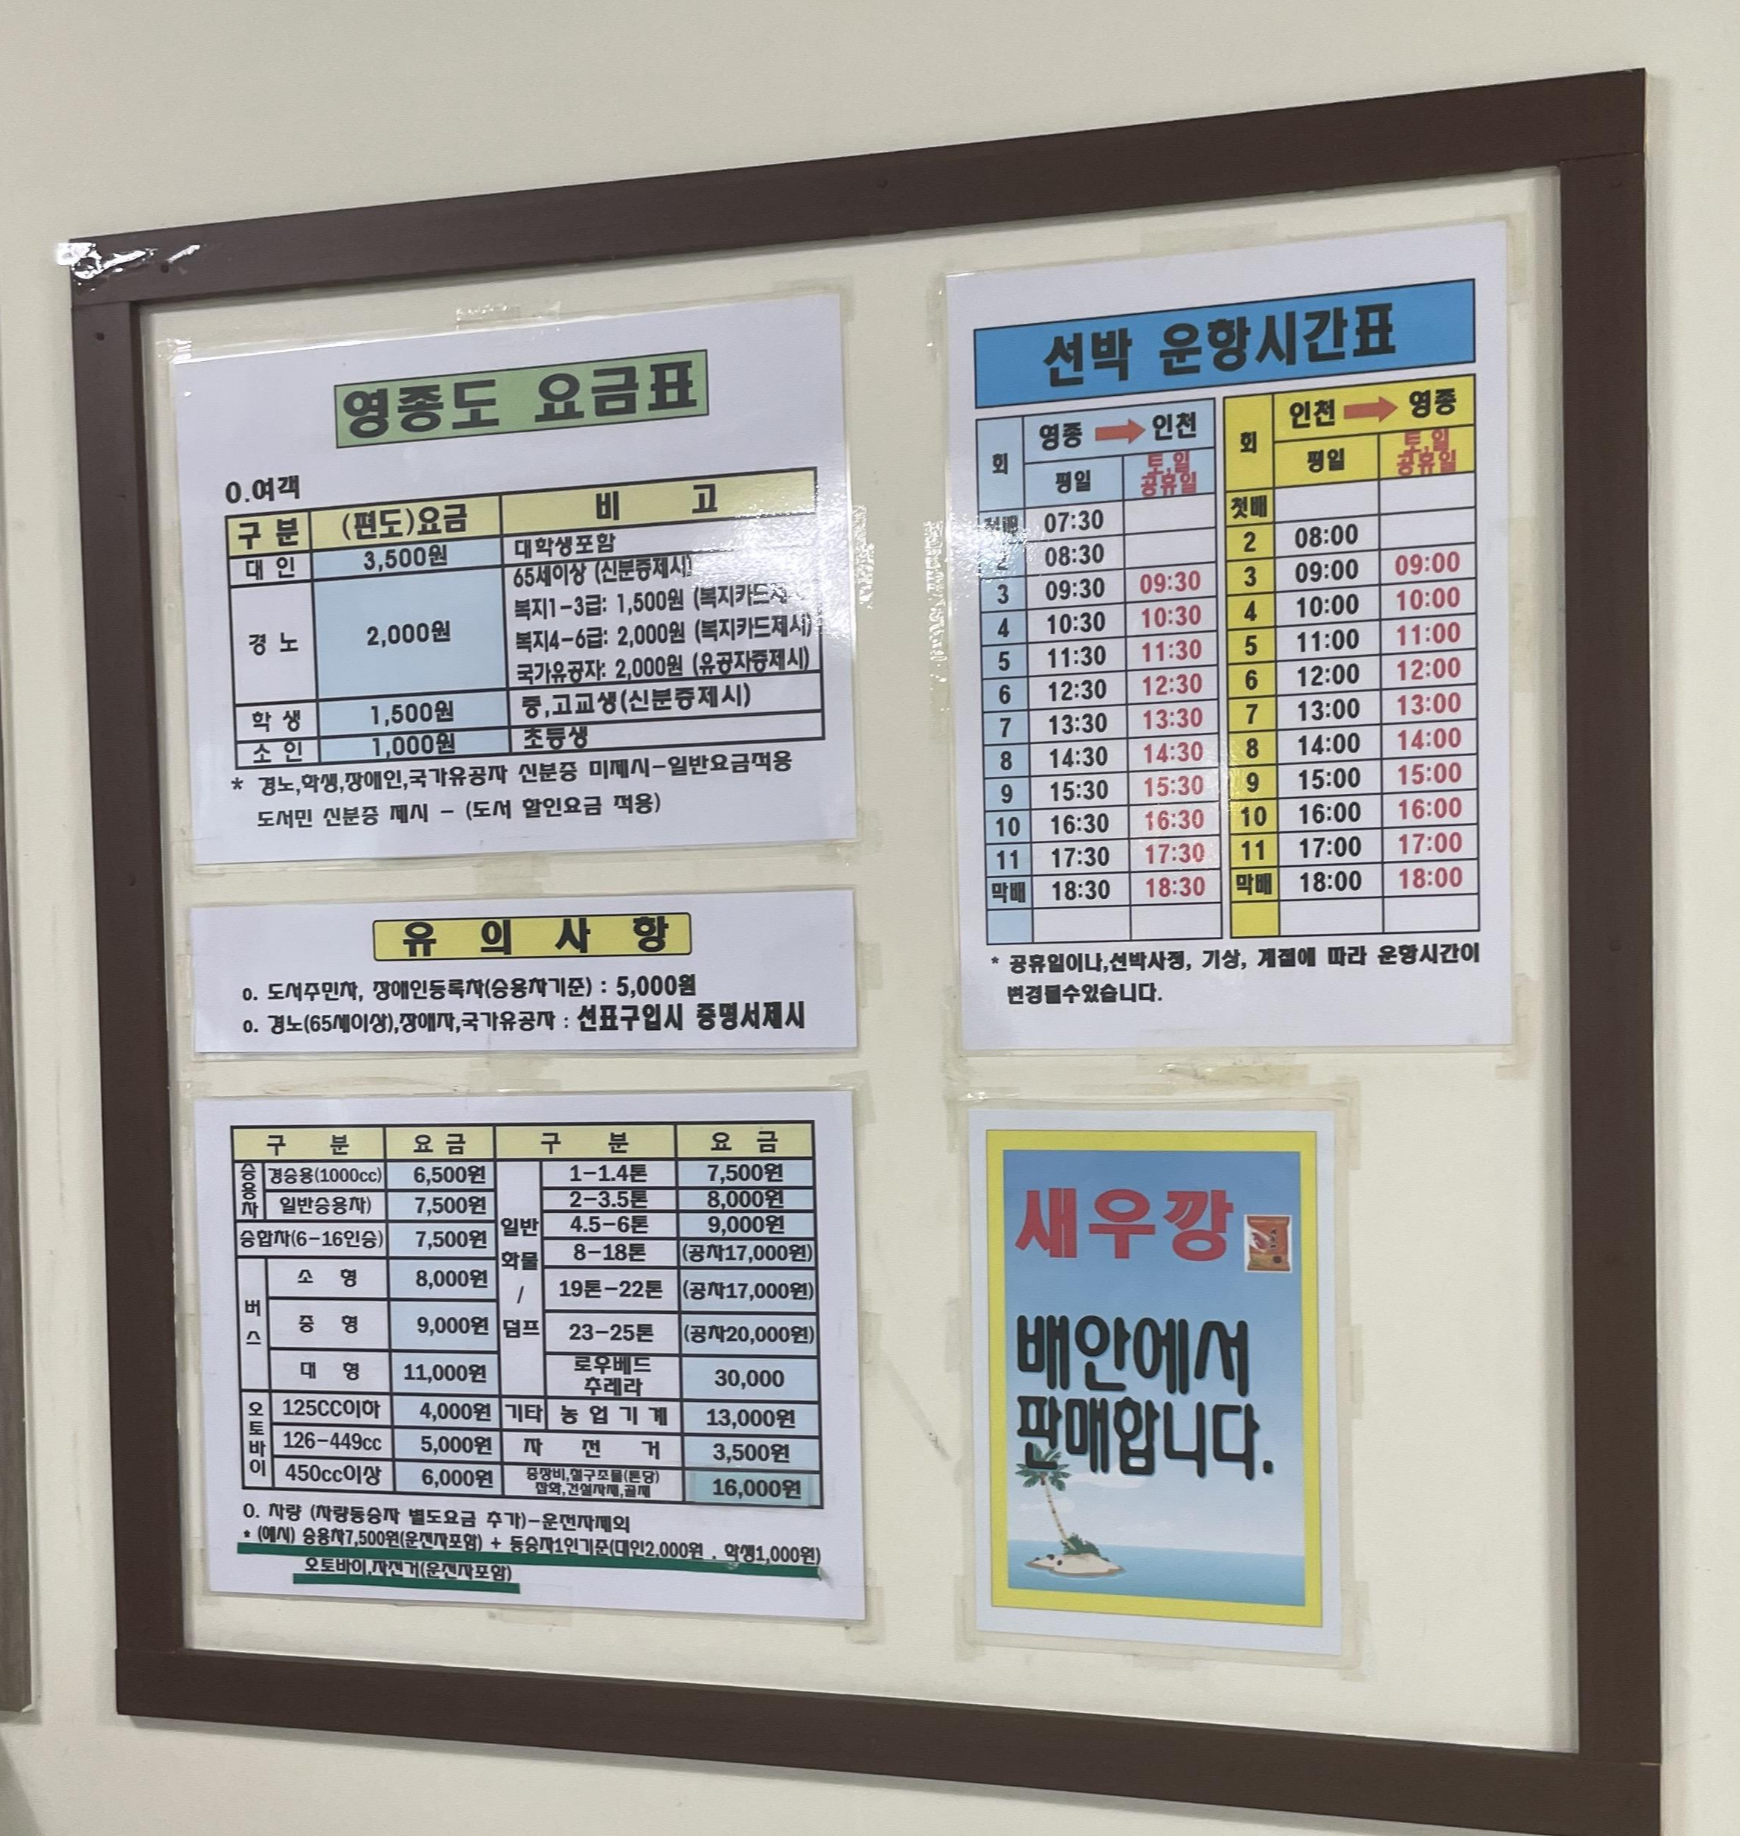 영종도 요금표
O.여객
구 분 (편도)요금 비 고
대 인 3,500원 대학생포함
경 노 2,000원 65세이상 (신분증제시)
복지1-3급: 1,500원 (복지카드제시)
복지4-6급: 2,000원 (복지카드제시)
국가유공자: 2,000원 (유공자증제시)
학 생 1,500원 중,고교생(신분증제시)
소 인 1,000원 초등생
* 경노,학생,장애인,국가유공자 신분증 미제시-일반요금적용
도서민 신분증 제시 - (도서 할인요금 적용)
유 의 사 항
o. 도서주민차, 장애인등록차(승용차기준) : 5,000원
o. 경노(65세이상),장애자,국가유공자 : 선표구입시 증명서제시
구 분 요 금 구 분 요 금
승용차 경승용(1000cc) 6,500원 일반화물/덤프 1-1.4톤 7,500원
일반승용차) 7,500원 2-3.5톤 8,000원
4.5-6톤 9,000원
승합차(6-16인승) 7,500원 8-18톤 (공차17,000원)
버스 소 형 8,000원 19톤-22톤 (공차17,000원)
중 형 9,000원 23-25톤 (공차20,000원)
대 형 11,000원 로우베드 추레라 30,000
오토바이 125CC이하 4,000원 기타 농업기계 13,000원
126-449cc 5,000원 자 전 거 3,500원
450cc이상 6,000원 중장비,철구조물(톤당) 잡화,건설자재,골재 16,000원
O. 차량 (차량동승자 별도요금 추가)-운전자제외
* (예시) 승용차7,500원(운전자포함) + 동승자1인기준(대인2,000원 . 학생1,000원)
오토바이,자전거(운전자포함)
선박 운항시간표
회 영종 → 인천
평일 토,일 공휴일
첫배 07:30
2 08:30
3 09:30 09:30
4 10:30 10:30
5 11:30 11:30
6 12:30 12:30
7 13:30 13:30
8 14:30 14:30
9 15:30 15:30
10 16:30 16:30
11 17:30 17:30
막배 18:30 18:30
회 인천 → 영종
평일 토,일 공휴일
첫배
2 08:00
3 09:00 09:00
4 10:00 10:00
5 11:00 11:00
6 12:00 12:00
7 13:00 13:00
8 14:00 14:00
9 15:00 15:00
10 16:00 16:00
11 17:00 17:00
막배 18:00 18:00
* 공휴일이나,선박사정, 기상, 계절에 따라 운항시간이
변경될수있습니다.
새우깡
배안에서
판매합니다.